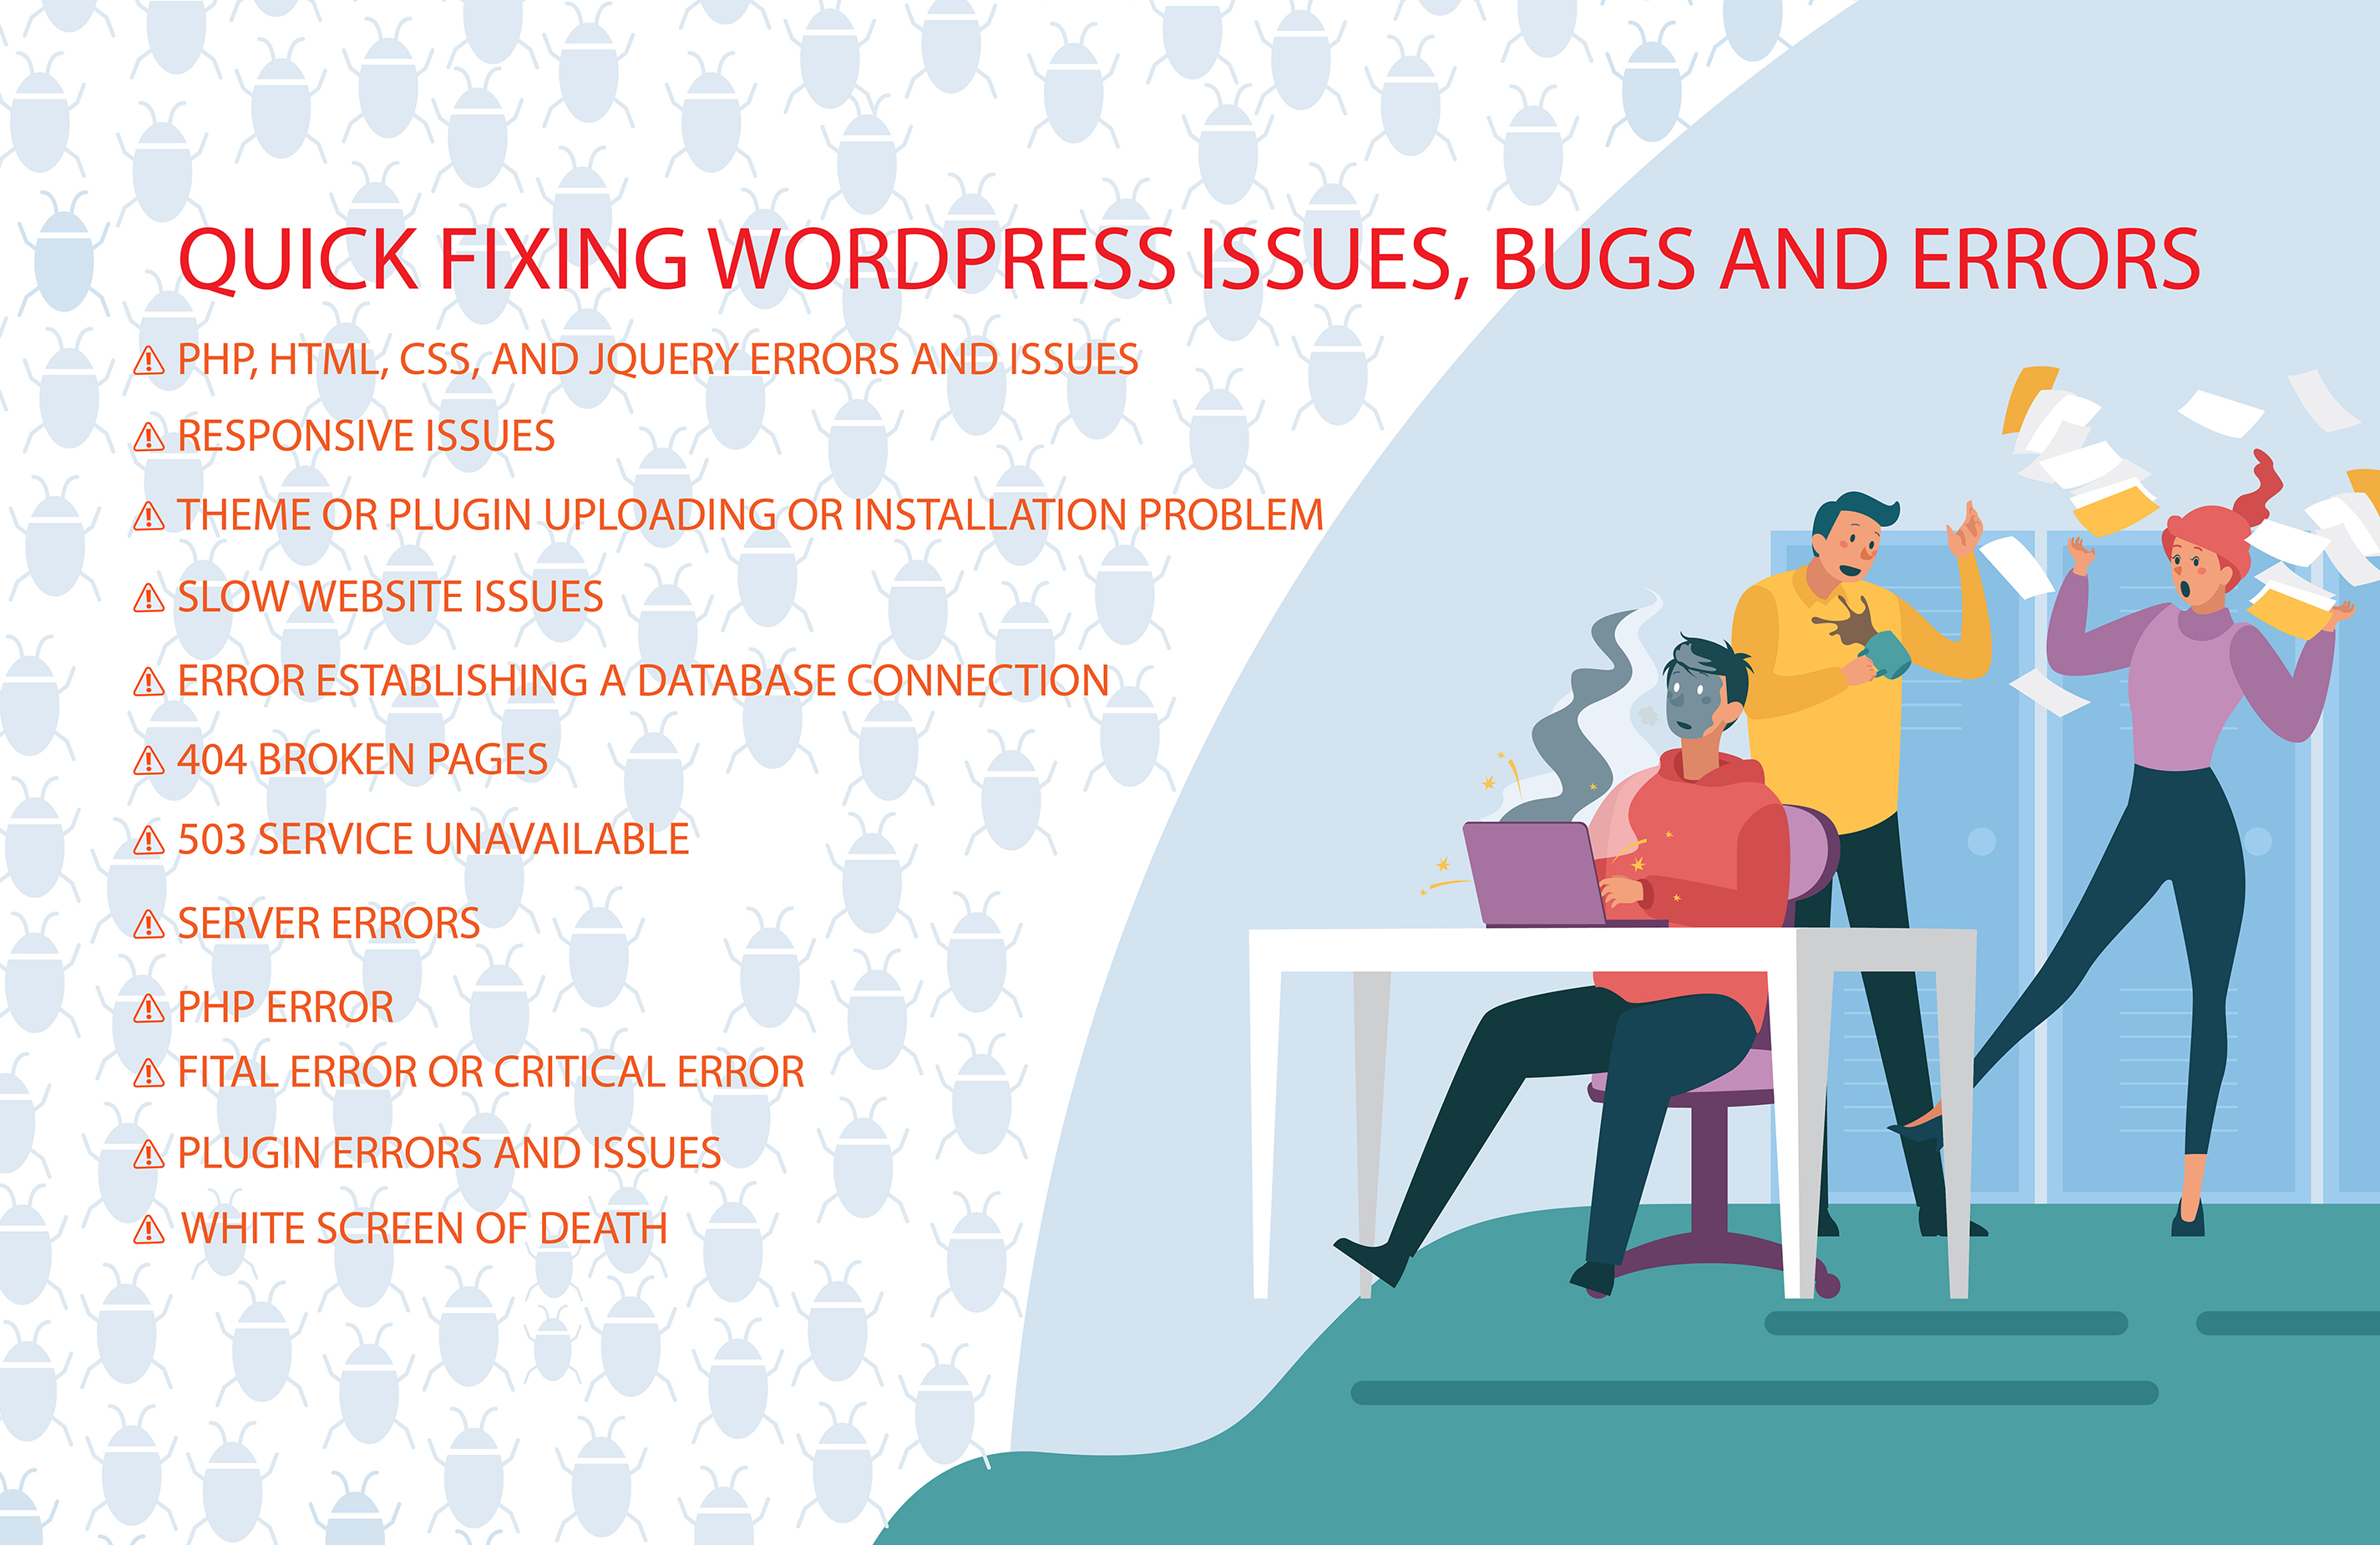 QUICK FIXING WORDPRESS ISSUES, BUGS AND ERRORS
PHP, HTML, CSS, AND JQUERY ERRORS AND ISSUES
RESPONSIVE ISSUES
THEME OR PLUGIN UPLOADING OR INSTALLATION PROBLEM
SLOW WEBSITE ISSUES
ERROR ESTABLISHING A DATABASE CONNECTION
404 BROKEN PAGES
503 SERVICE UNAVAILABLE
SERVER ERRORS
PHP ERROR
FITAL ERROR OR CRITICAL ERROR
PLUGIN ERRORS AND ISSUES
WHITE SCREEN OF DEATH